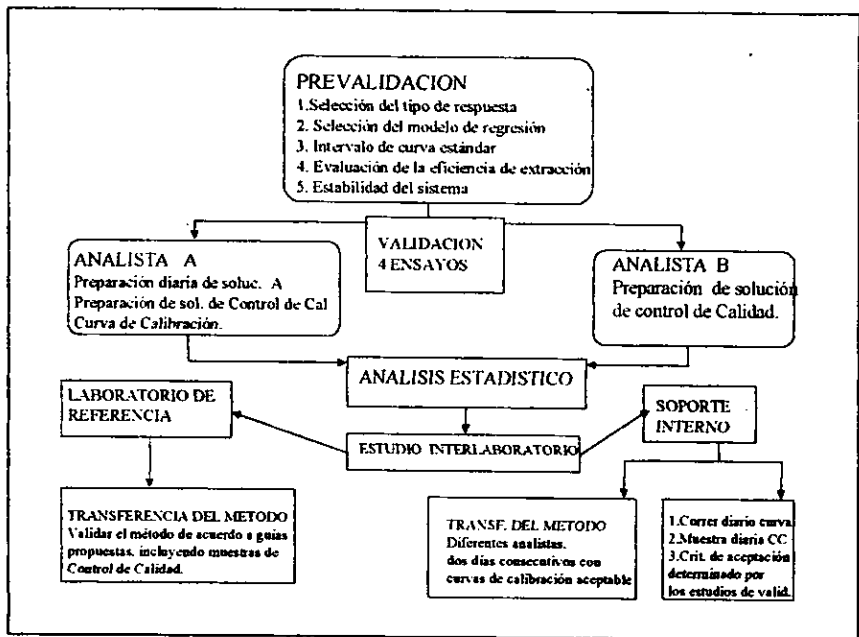 PREVALIDACION
1.Selección del tipo de respuesta
2. Selección del modelo de regresión
3. Intervalo de curva estándar
4. Evaluación de la eficiencia de extracción
5. Estabilidad del sistema
VALIDACION
4 ENSAYOS
ANALISTA A
Preparación diaria de soluc. A
Preparación de sol. de Control de Cal
Curva de Calibración.
ANALISTA B
Preparación de solución
de control de Calidad.
ANALISIS ESTADISTICO
LABORATORIO DE
REFERENCIA
ESTUDIO INTERLABORATORIO
SOPORTE
INTERNO
TRANSFERENCIA DEL METODO
Validar el método de acuerdo a guías
propuestas, incluyendo muestras de
Control de Calidad.
TRANSF. DEL METODO
Diferentes analistas,
dos días consecutivos con
curvas de calibración aceptable
1.Correr diario curva
2.Muestra diaria CC
3.Crit. de aceptación
determinado por
los estudios de valid.